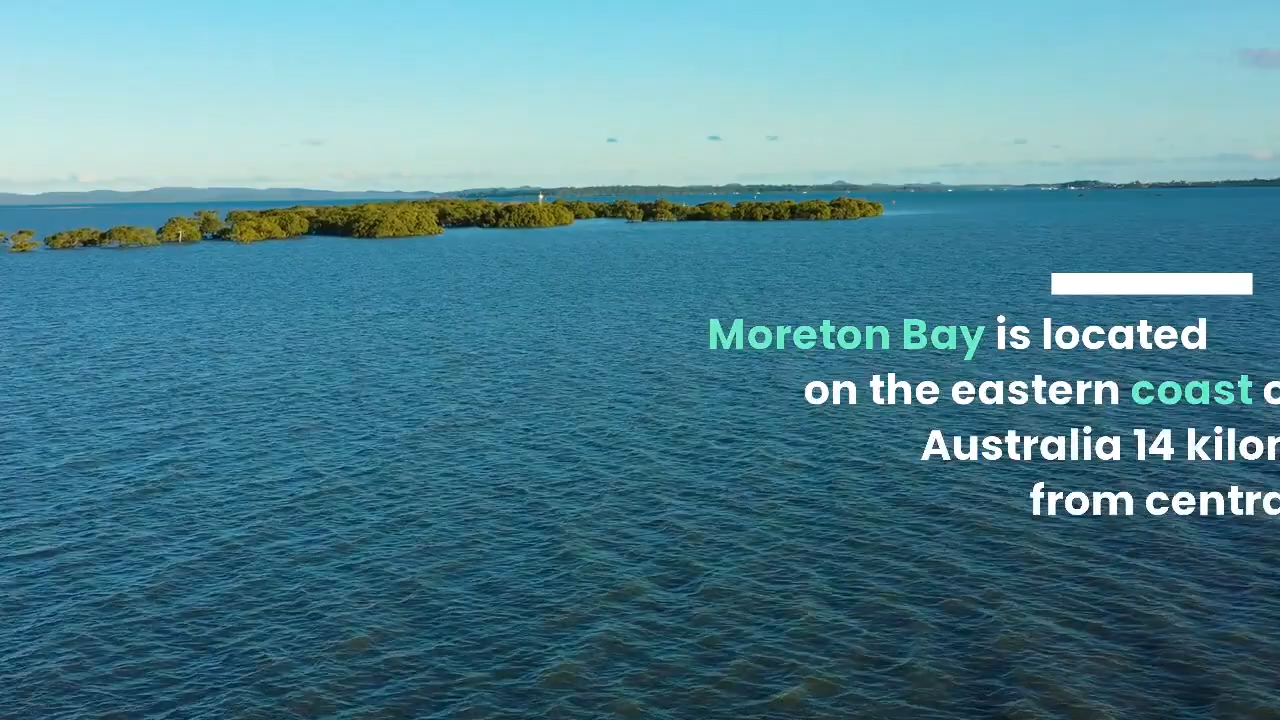 Moreton Bay is located
on the eastern coast
Australia 14
from